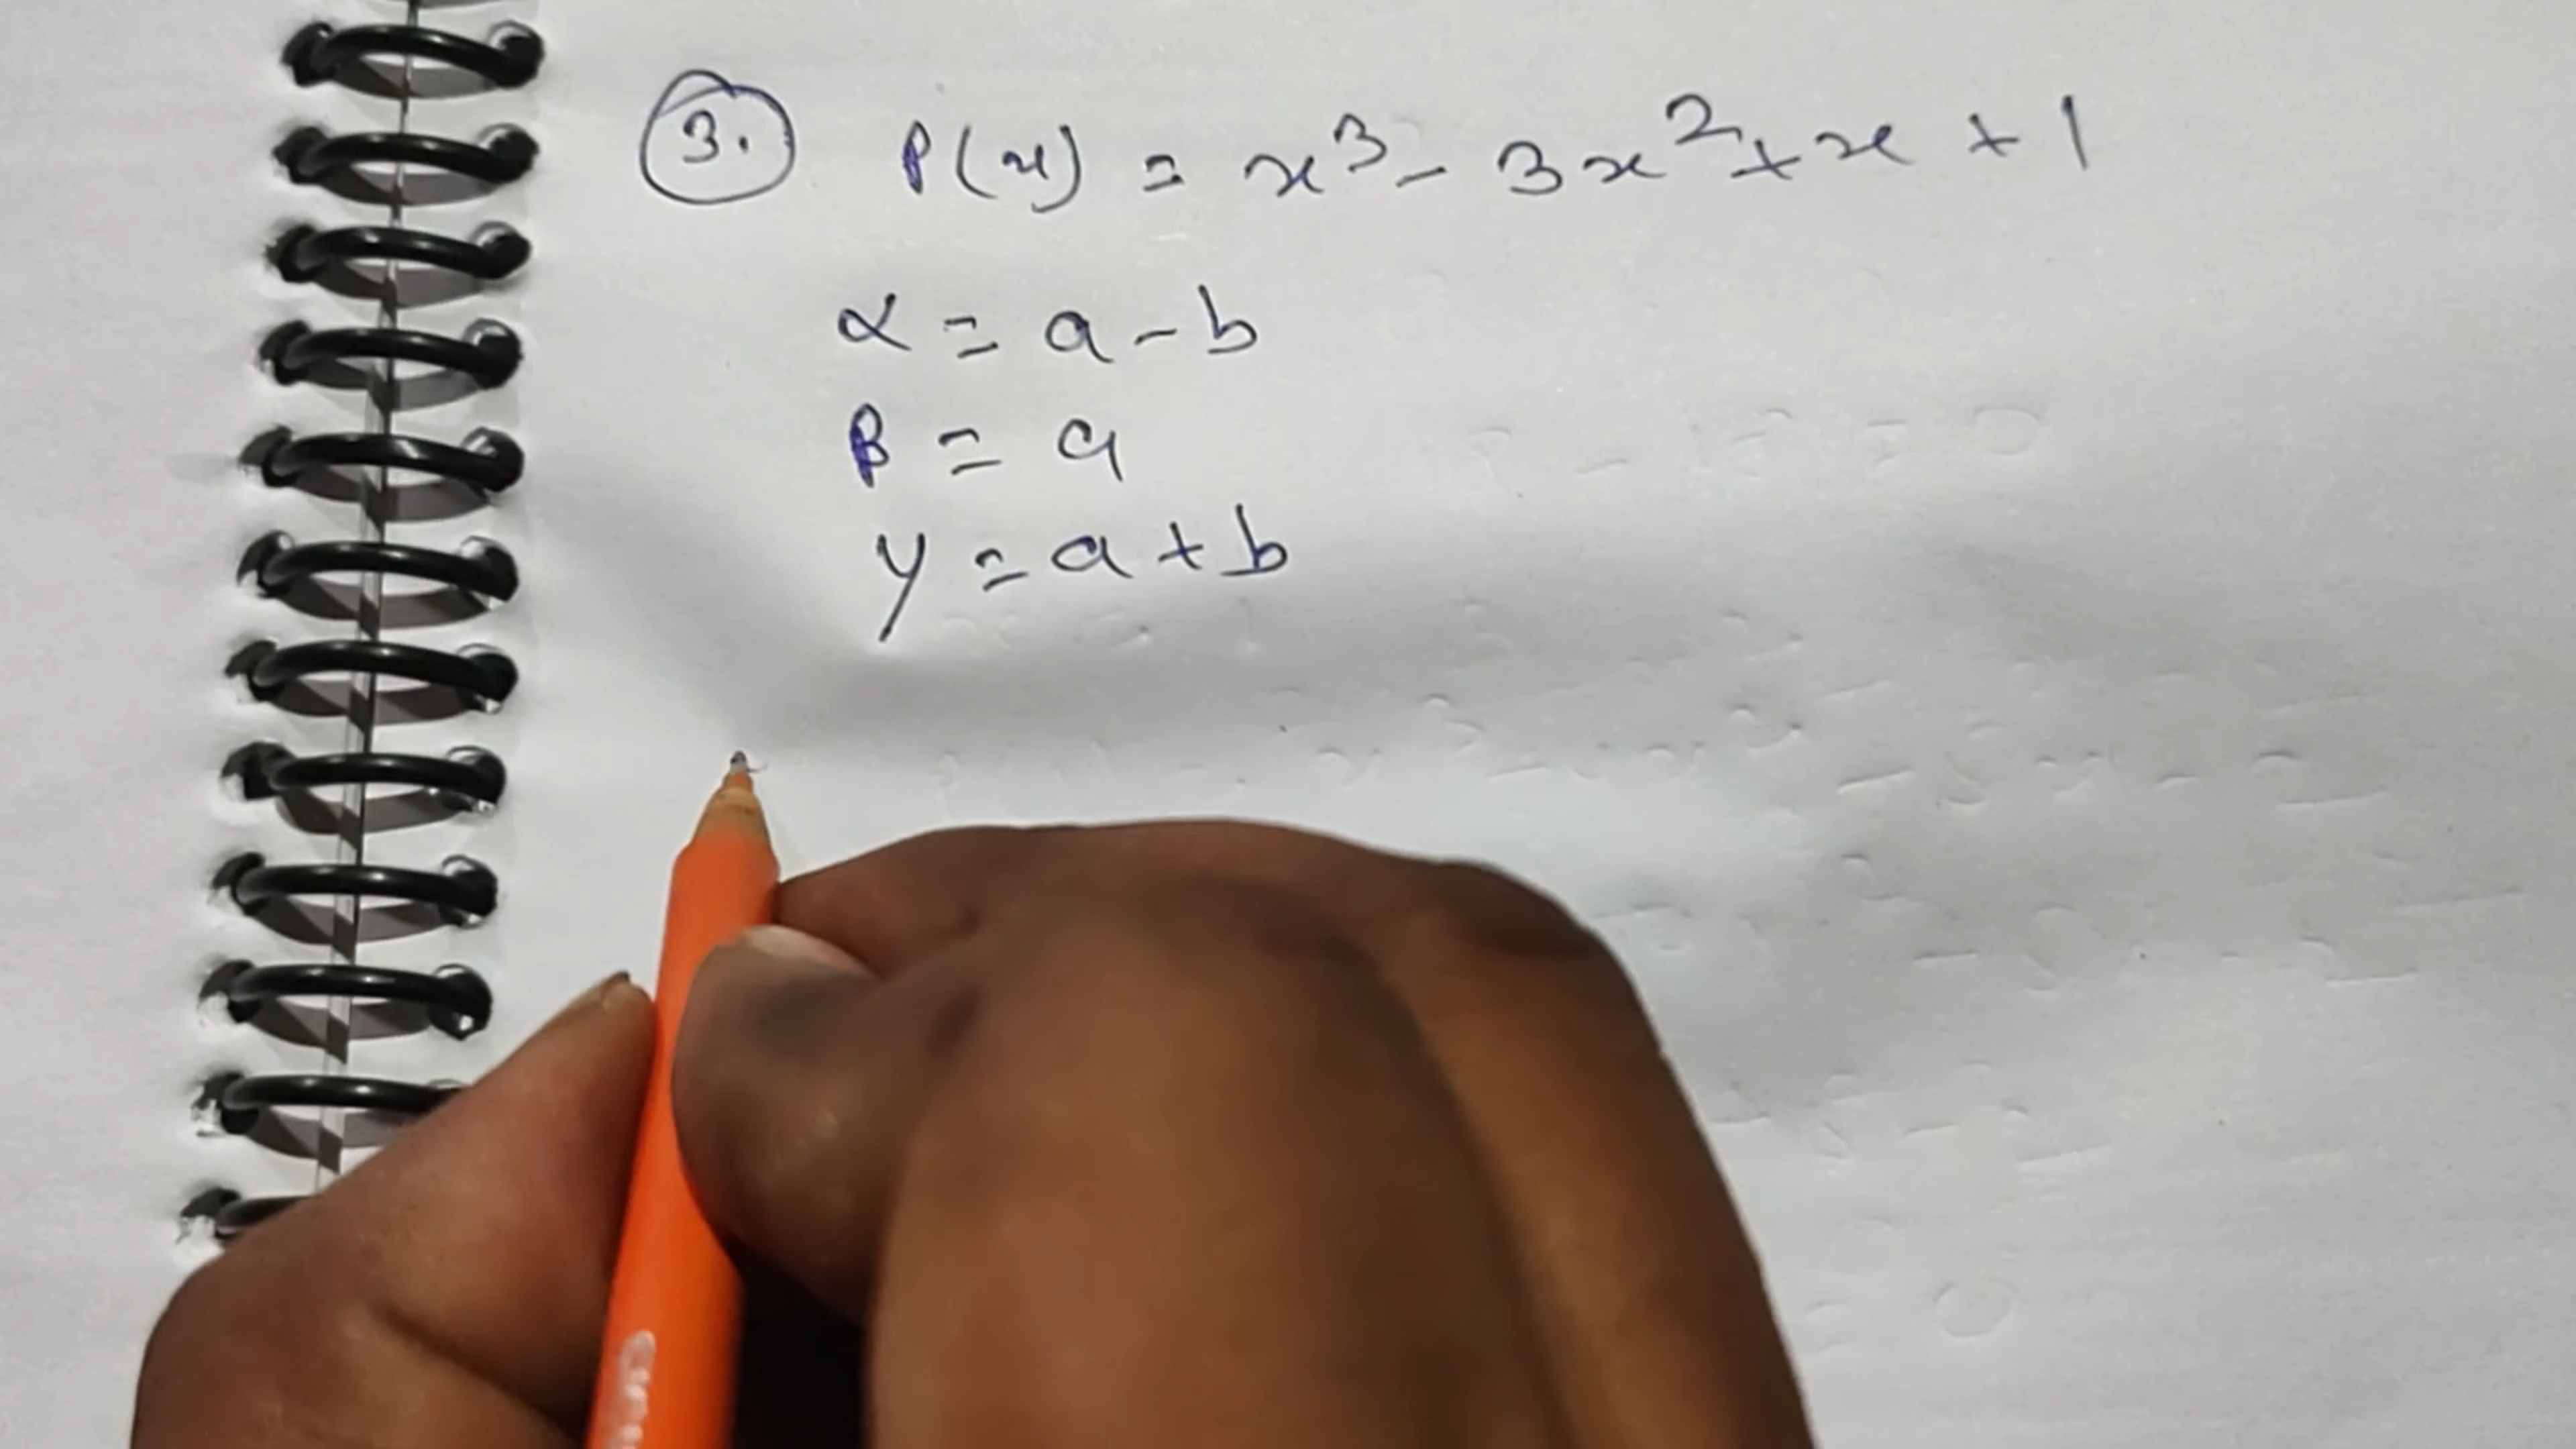 3. P(x) = x³ - 3x² + x + 1
α = a - b
β = a
γ = a + b